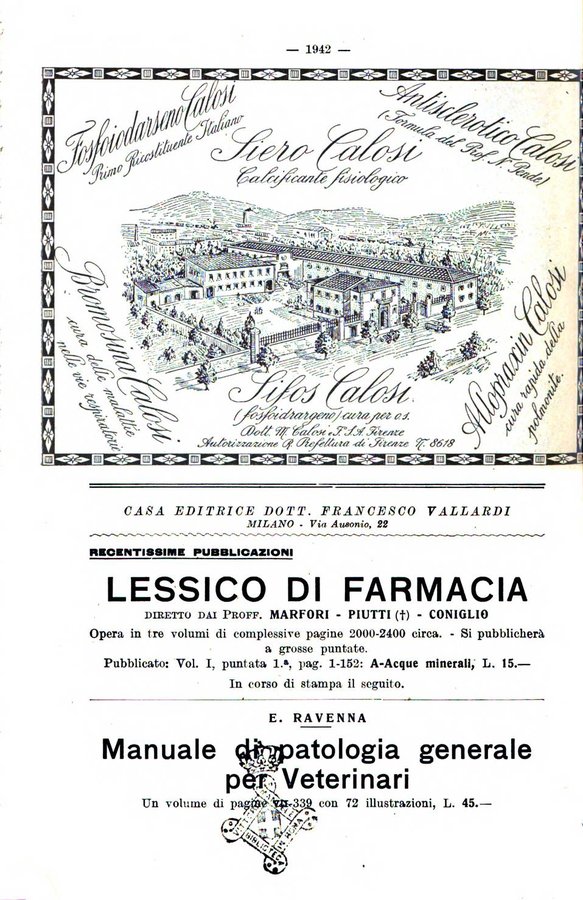 — 1942 —
Fosfoiodarseno Calosi
Primo Ricostituente Italiano
Antisclerotico Calosi
(Formula del Prof. N. Pende)
Siero Calosi
Calcificante fisiologico
Bromosina Calosi
cura delle malattie
nelle vie respiratorie
Allopraxin Calosi
cura rapida della
polmonite.
Sifos Calosi.
(fosfoidrargeno) cura per os.
Dott. M. Calosi e F. S. A. Firenze
Autorizzazione R. Prefettura di Firenze N. 8618
CASA EDITRICE DOTT. FRANCESCO VALLARDI
MILANO - Via Ausonio, 22
RECENTISSIME PUBBLICAZIONI
LESSICO DI FARMACIA
DIRETTO DAI PROFF. MARFORI - PIUTTI (†) - CONIGLIO
Opera in tre volumi di complessive pagine 2000-2400 circa. - Si pubblicherà
a grosse puntate.
Pubblicato: Vol. I, puntata 1.ª, pag. 1-152: A-Acque minerali, L. 15.—
In corso di stampa il seguito.
E. RAVENNA
Manuale di patologia generale
per Veterinari
Un volume di pagine VII-339 con 72 illustrazioni, L. 45.—
BIBLIOTECA